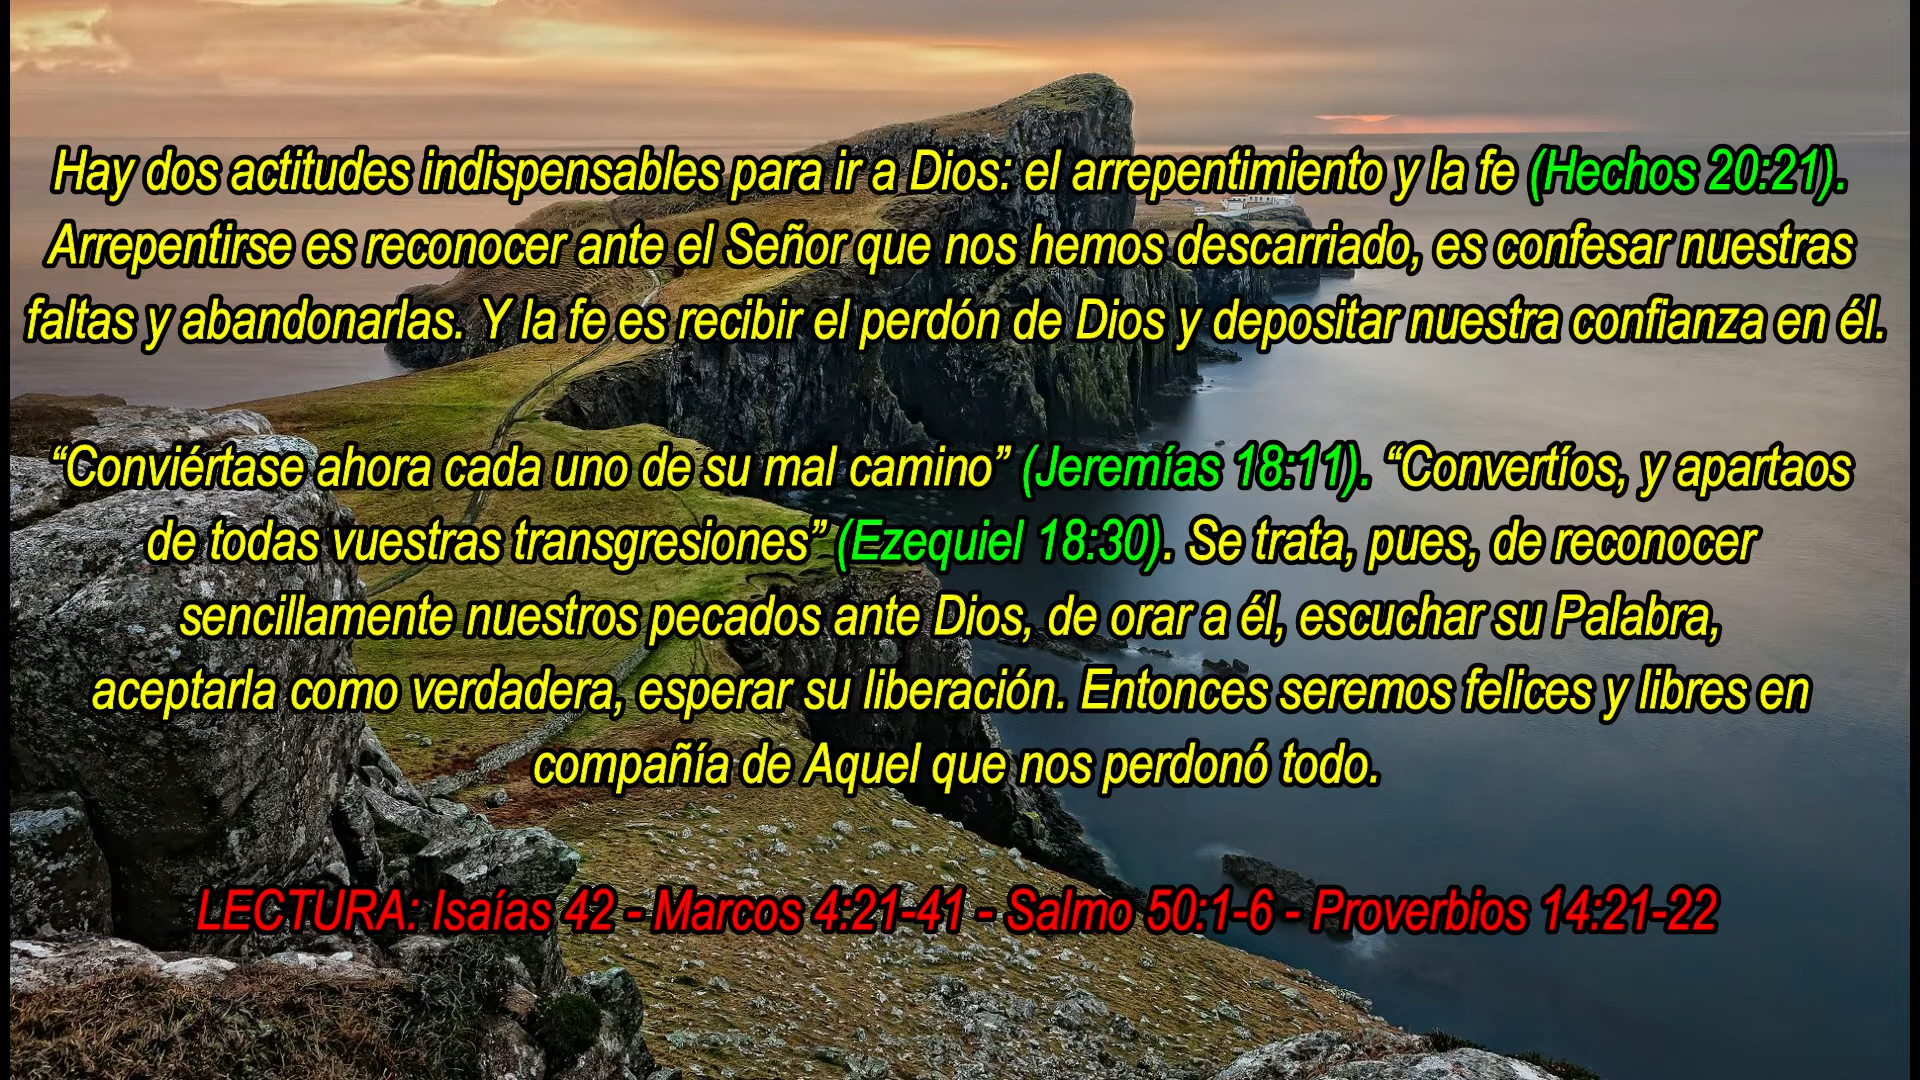 Hay dos actitudes indispensables para ir a Dios: el arrepentimiento y la fe (Hechos 20:21).
Arrepentirse es reconocer ante el Señor que nos hemos descarriado, es confesar nuestras
faltas y abandonarlas. Y la fe es recibir el perdón de Dios y depositar nuestra confianza en él.
“Conviértase ahora cada uno de su mal camino” (Jeremías 18:11). “Convertíos, y apartaos
de todas vuestras transgresiones” (Ezequiel 18:30). Se trata, pues, de reconocer
sencillamente nuestros pecados ante Dios, de orar a él, escuchar su Palabra,
aceptarla como verdadera, esperar su liberación. Entonces seremos felices y libres en
compañía de Aquel que nos perdonó todo.
LECTURA: Isaías 42 - Marcos 4:21-41 - Salmo 50:1-6 - Proverbios 14:21-22